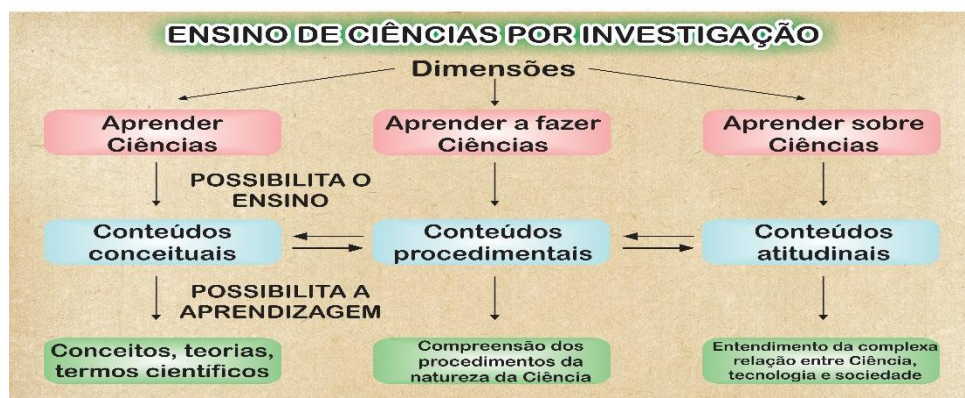 ENSINO DE CIÊNCIAS POR INVESTIGAÇÃO
Dimensões
Aprender
Ciências
Aprender a fazer
Ciências
Aprender sobre
Ciências
POSSIBILITA O
ENSINO
Conteúdos
conceituais
Conteúdos
procedimentais
Conteúdos
atitudinais
POSSIBILITA A
APRENDIZAGEM
Conceitos, teorias,
termos científicos
Compreensão dos
procedimentos da
natureza da Ciência
Entendimento da complexa
relação entre Ciência,
tecnologia e sociedade